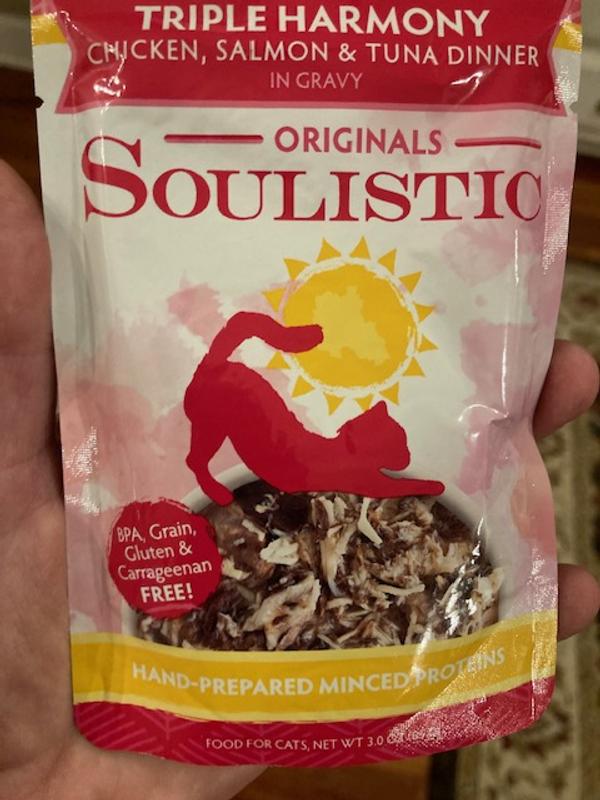 TRIPLE HARMONY
CHICKEN, SALMON & TUNA DINNER
IN GRAVY
ORIGINALS
SOULISTIC
BPA, Grain,
Gluten &
Carrageenan
FREE!
HAND-PREPARED MINCED PROTEINS
FOOD FOR CATS, NET WT 3.0